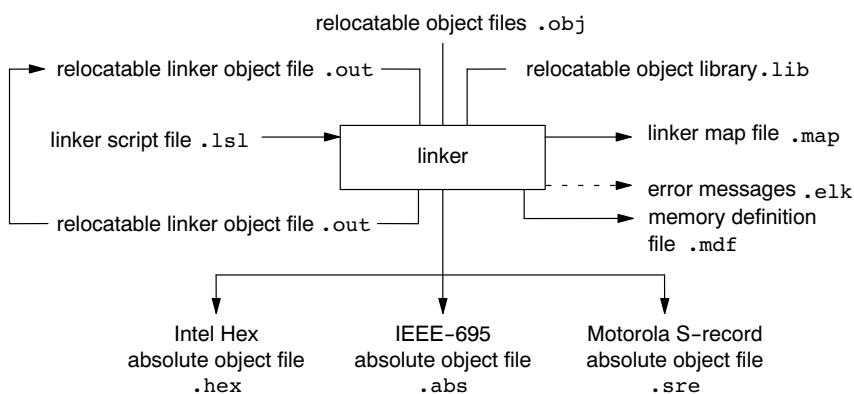 relocatable object files .obj
relocatable linker object file .out
relocatable object library.lib
linker script file .lsl
linker
linker map file .map
error messages .elk
relocatable linker object file .out
memory definition
file .mdf
Intel Hex
absolute object file
.hex
IEEE-695
absolute object file
.abs
Motorola S-record
absolute object file
.sre